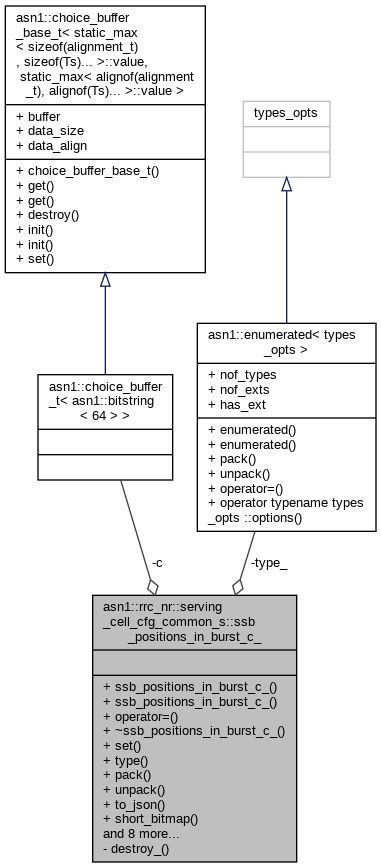 asn1::choice_buffer
_base_t< static_max
< sizeof(alignment_t)
, sizeof(Ts)... >::value,
static_max< alignof(alignment
_t), alignof(Ts)... >::value >
+ buffer
+ data_size
+ data_align
+ choice_buffer_base_t()
+ get()
+ get()
+ destroy()
+ init()
+ init()
+ set()
types_opts
asn1::choice_buffer
_t< asn1::bitstring
< 64 > >
asn1::enumerated< types
_opts >
+ nof_types
+ nof_exts
+ has_ext
+ enumerated()
+ enumerated()
+ pack()
+ unpack()
+ operator=()
+ operator typename types
_opts ::options()
-c
-type_
asn1::rrc_nr::serving
_cell_cfg_common_s::ssb
_positions_in_burst_c_
+ ssb_positions_in_burst_c_()
+ ssb_positions_in_burst_c_()
+ operator=()
+ ~ssb_positions_in_burst_c_()
+ set()
+ type()
+ pack()
+ unpack()
+ to_json()
+ short_bitmap()
and 8 more...
- destroy_()